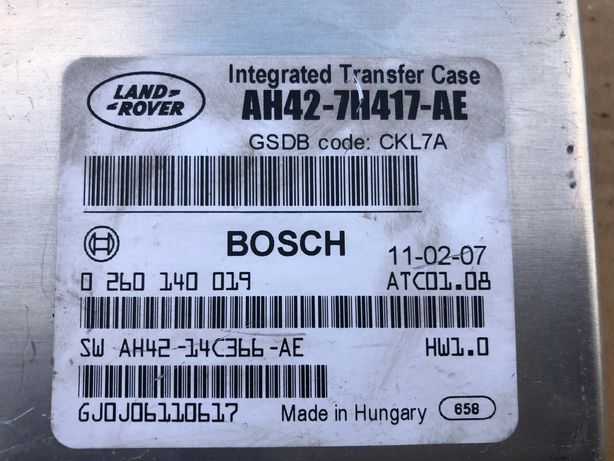 LAND-
-ROVER
Integrated Transfer Case
AH42-7H417-AE
GSDB code: CKL7A
BOSCH
11-02-07
0 260 140 019
ATC01.08
SW AH42-14C366-AE
HW1.0
GJ0J06110617
Made in Hungary
658